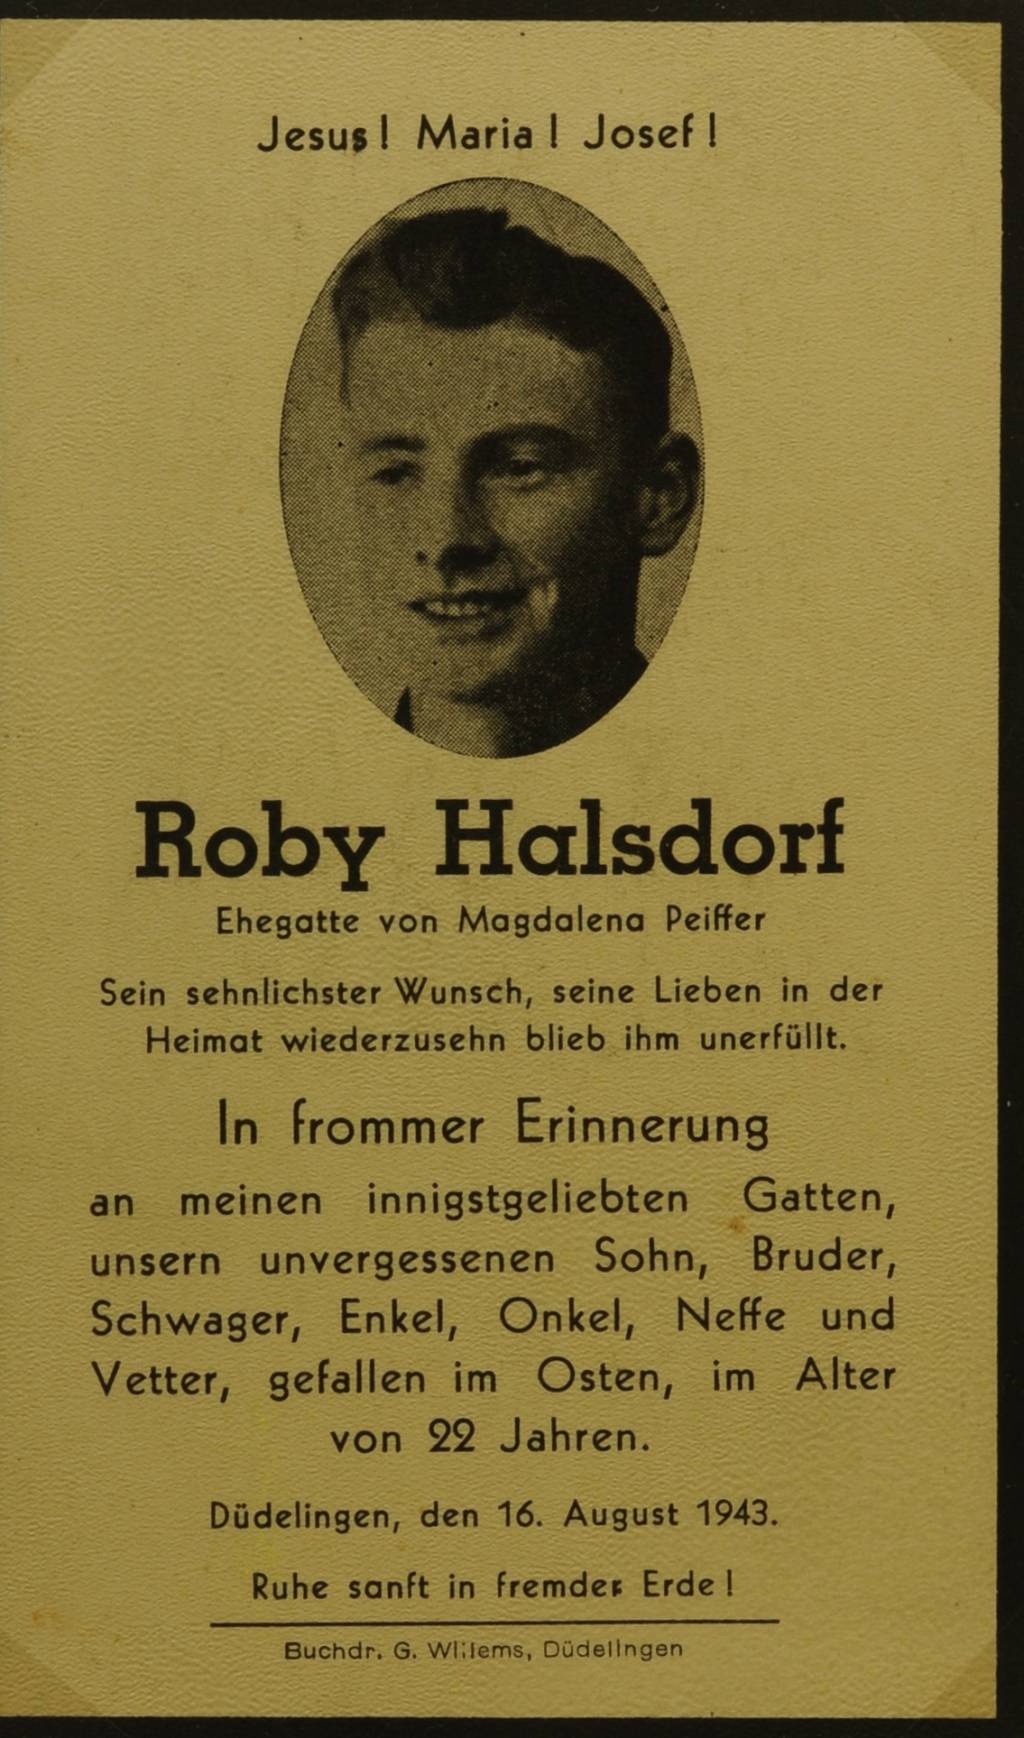 Jesus! Maria! Josef!
Roby Halsdorf
Ehegatte von Magdalena Peiffer
Sein sehnlichster Wunsch, seine Lieben in der
Heimat wiederzusehn blieb ihm unerfüllt.
In frommer Erinnerung
an meinen innigstgeliebten Gatten,
unsern unvergessenen Sohn, Bruder,
Schwager, Enkel, Onkel, Neffe und
Vetter, gefallen im Osten, im Alter
von 22 Jahren.
Düdelingen, den 16. August 1943.
Ruhe sanft in fremder Erde!
Buchdr. G. Willems, Düdelingen